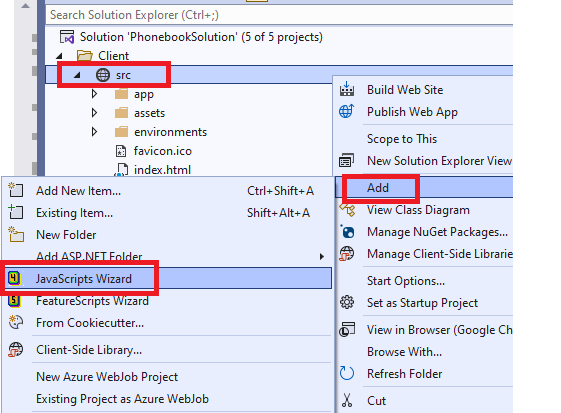 Search Solution Explorer (Ctrl+;)
Solution 'PhonebookSolution' (5 of 5 projects)
Client
src
app
assets
environments
favicon.ico
index.html
Build Web Site
Publish Web App
Scope to This
New Solution Explorer View
Add
View Class Diagram
Manage NuGet Packages...
Manage Client-Side Librarie
Start Options...
Set as Startup Project
View in Browser (Google Ch
Browse With...
Refresh Folder
Cut
Add New Item... Ctrl+Shift+A
Existing Item... Shift+Alt+A
New Folder
Add ASP.NET Folder
JavaScripts Wizard
FeatureScripts Wizard
From Cookiecutter...
Client-Side Library...
New Azure WebJob Project
Existing Project as Azure WebJob